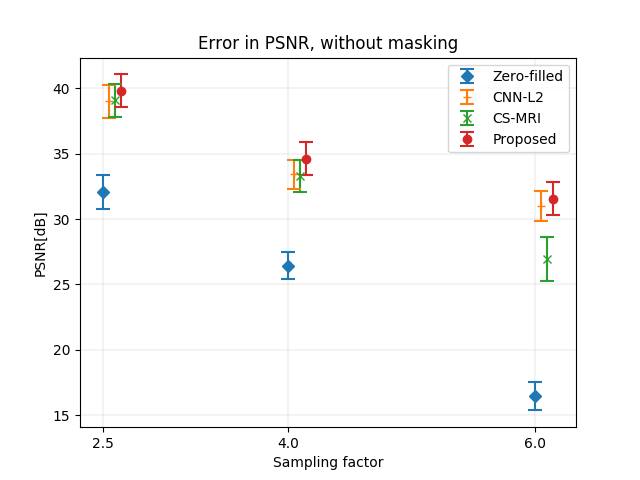 Error in PSNR, without masking
Zero-filled
CNN-L2
CS-MRI
Proposed
PSNR[dB]
40
35
30
25
20
15
2.5
4.0
6.0
Sampling factor